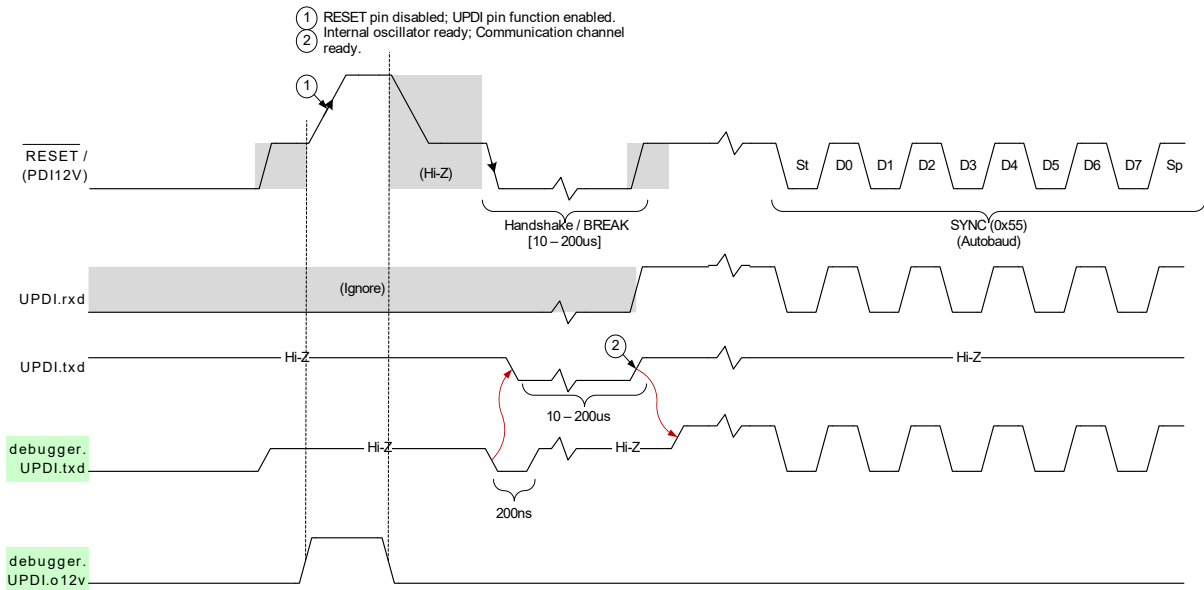 1 RESET pin disabled; UPDI pin function enabled.
2 Internal oscillator ready; Communication channel
ready.
1
RESET /
(PDI12V)
(Hi-Z)
St D0 D1 D2 D3 D4 D5 D6 D7 Sp
Handshake / BREAK
[10 – 200us]
SYNC (0x55)
(Autobaud)
(Ignore)
UPDI.rxd
2
UPDI.txd
Hi-Z Hi-Z
10 – 200us
debugger.
UPDI.txd
Hi-Z Hi-Z
200ns
debugger.
UPDI.o12v